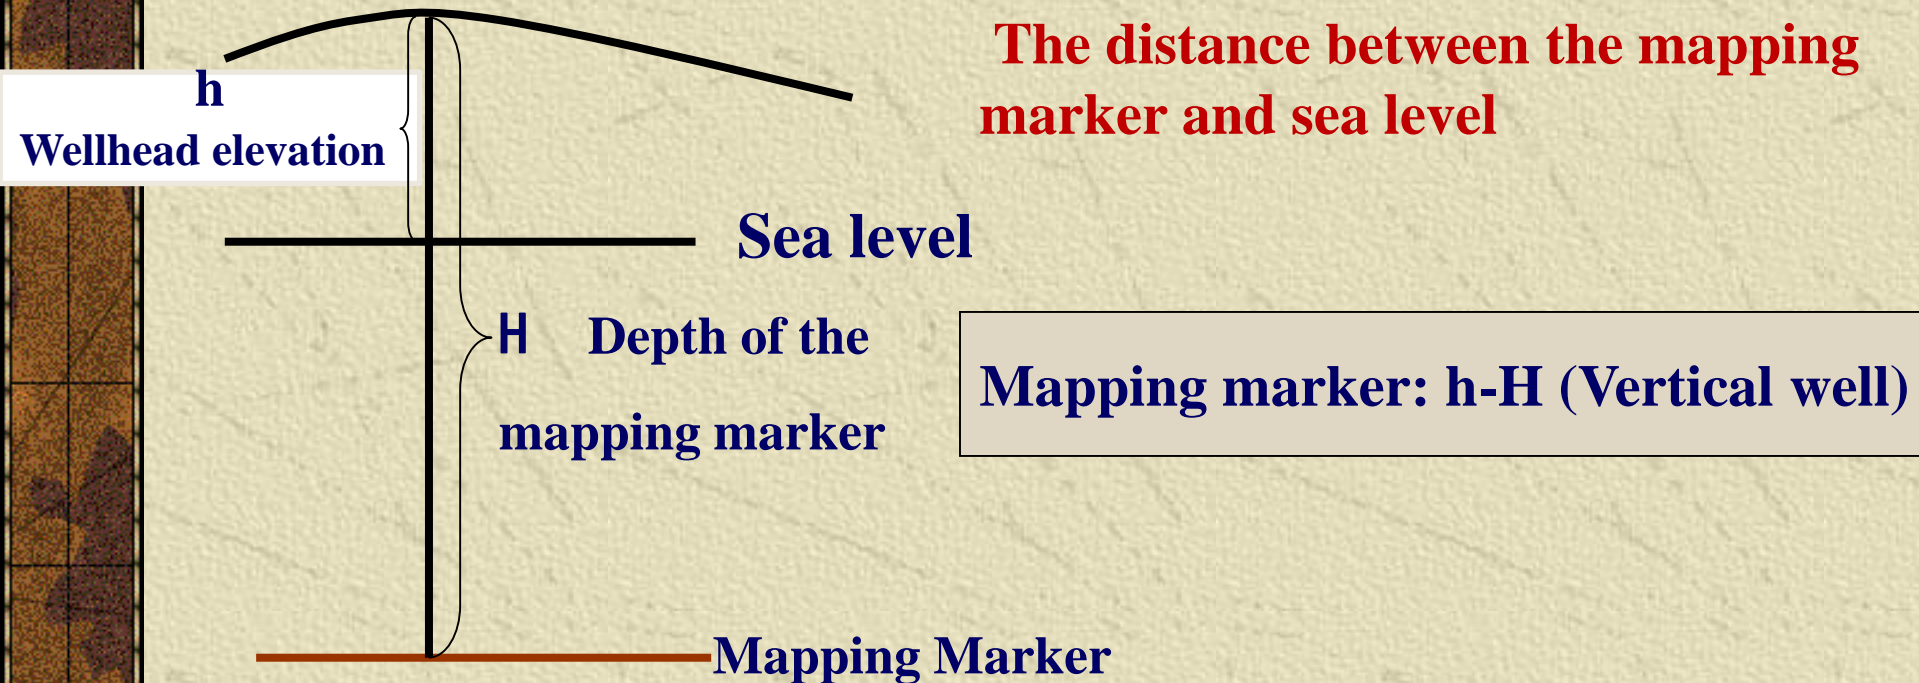 The distance between the mapping
marker and sea level
h
Wellhead elevation
Sea level
H Depth of the
mapping marker
Mapping marker: h-H (Vertical well)
Mapping Marker